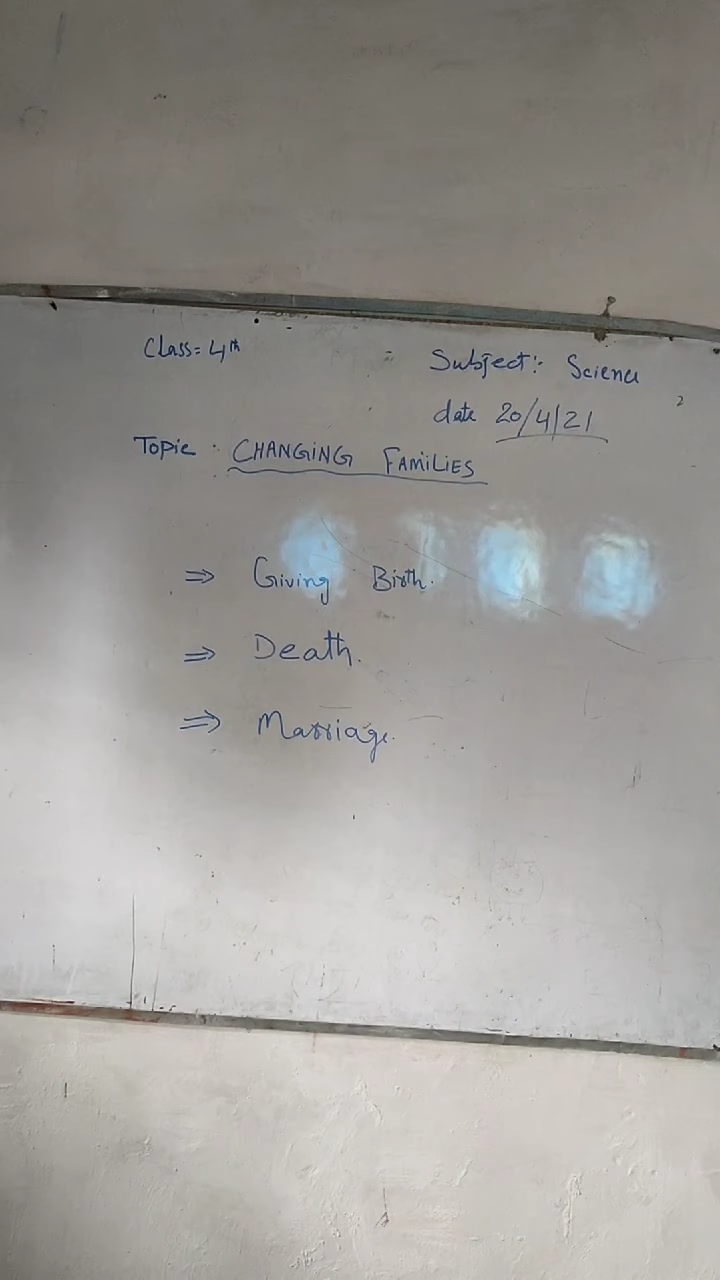 Class= 4th
Subject:- Science
date 20/4/21
Topic : CHANGING FAMILIES
⇒ Giving Birth.
⇒ Death.
⇒ Marriage.